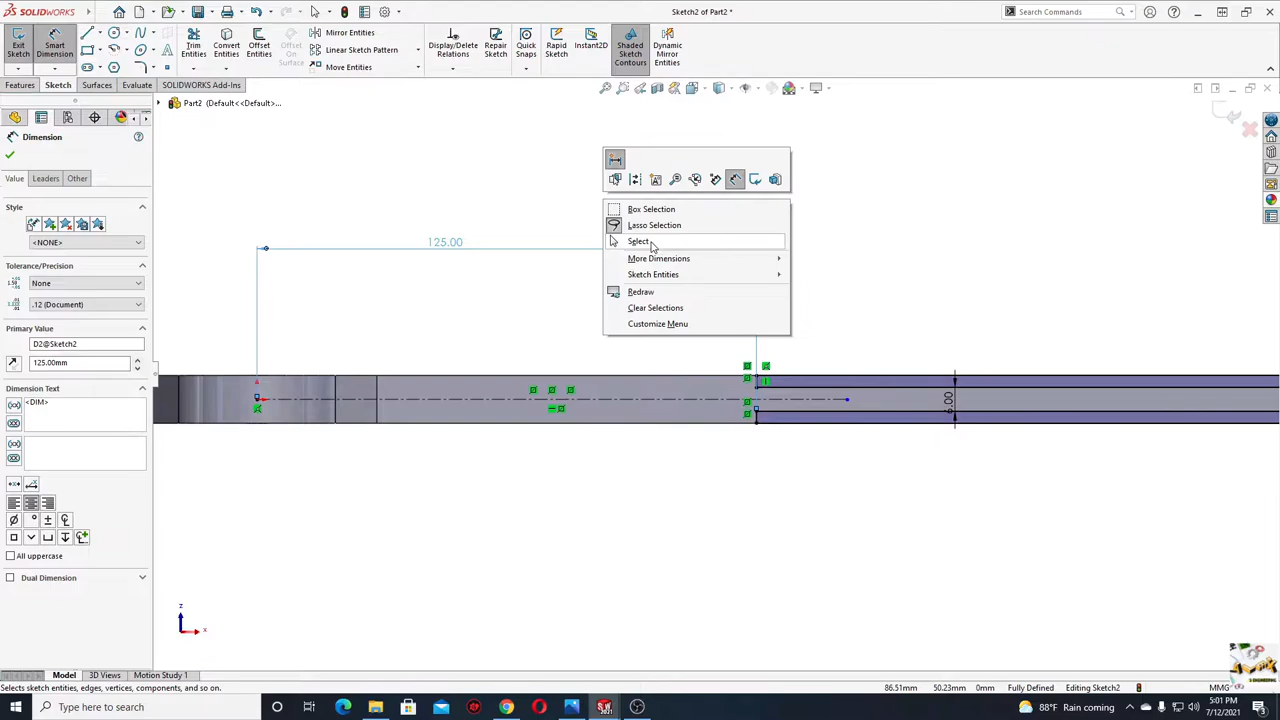 SOLIDWORKS
Sketch2 of Part2 *
Search Commands
Exit Sketch
Smart Dimension
Trim Entities
Convert Entities
Offset Entities
Offset On Surface
Mirror Entities
Linear Sketch Pattern
Move Entities
Display/Delete Relations
Repair Sketch
Quick Snaps
Rapid Sketch
Instant2D
Shaded Sketch Contours
Dynamic Mirror Entities
Features
Sketch
Surfaces
Evaluate
SOLIDWORKS Add-Ins
Part2 (Default<<Default>...
Dimension
Value
Leaders
Other
Style
<NONE>
Tolerance/Precision
None
.12 (Document)
Primary Value
D2@Sketch2
125.00mm
Dimension Text
<DIM>
All uppercase
Dual Dimension
125.00
Box Selection
Lasso Selection
Select
More Dimensions
Sketch Entities
Redraw
Clear Selections
Customize Menu
6.00
z
x
Model
3D Views
Motion Study 1
Selects sketch entities, edges, vertices, components, and so on.
86.51mm
50.23mm
0mm
Fully Defined
Editing Sketch2
MMG
Type here to search
88°F Raining coming
5:01 PM
7/12/2021